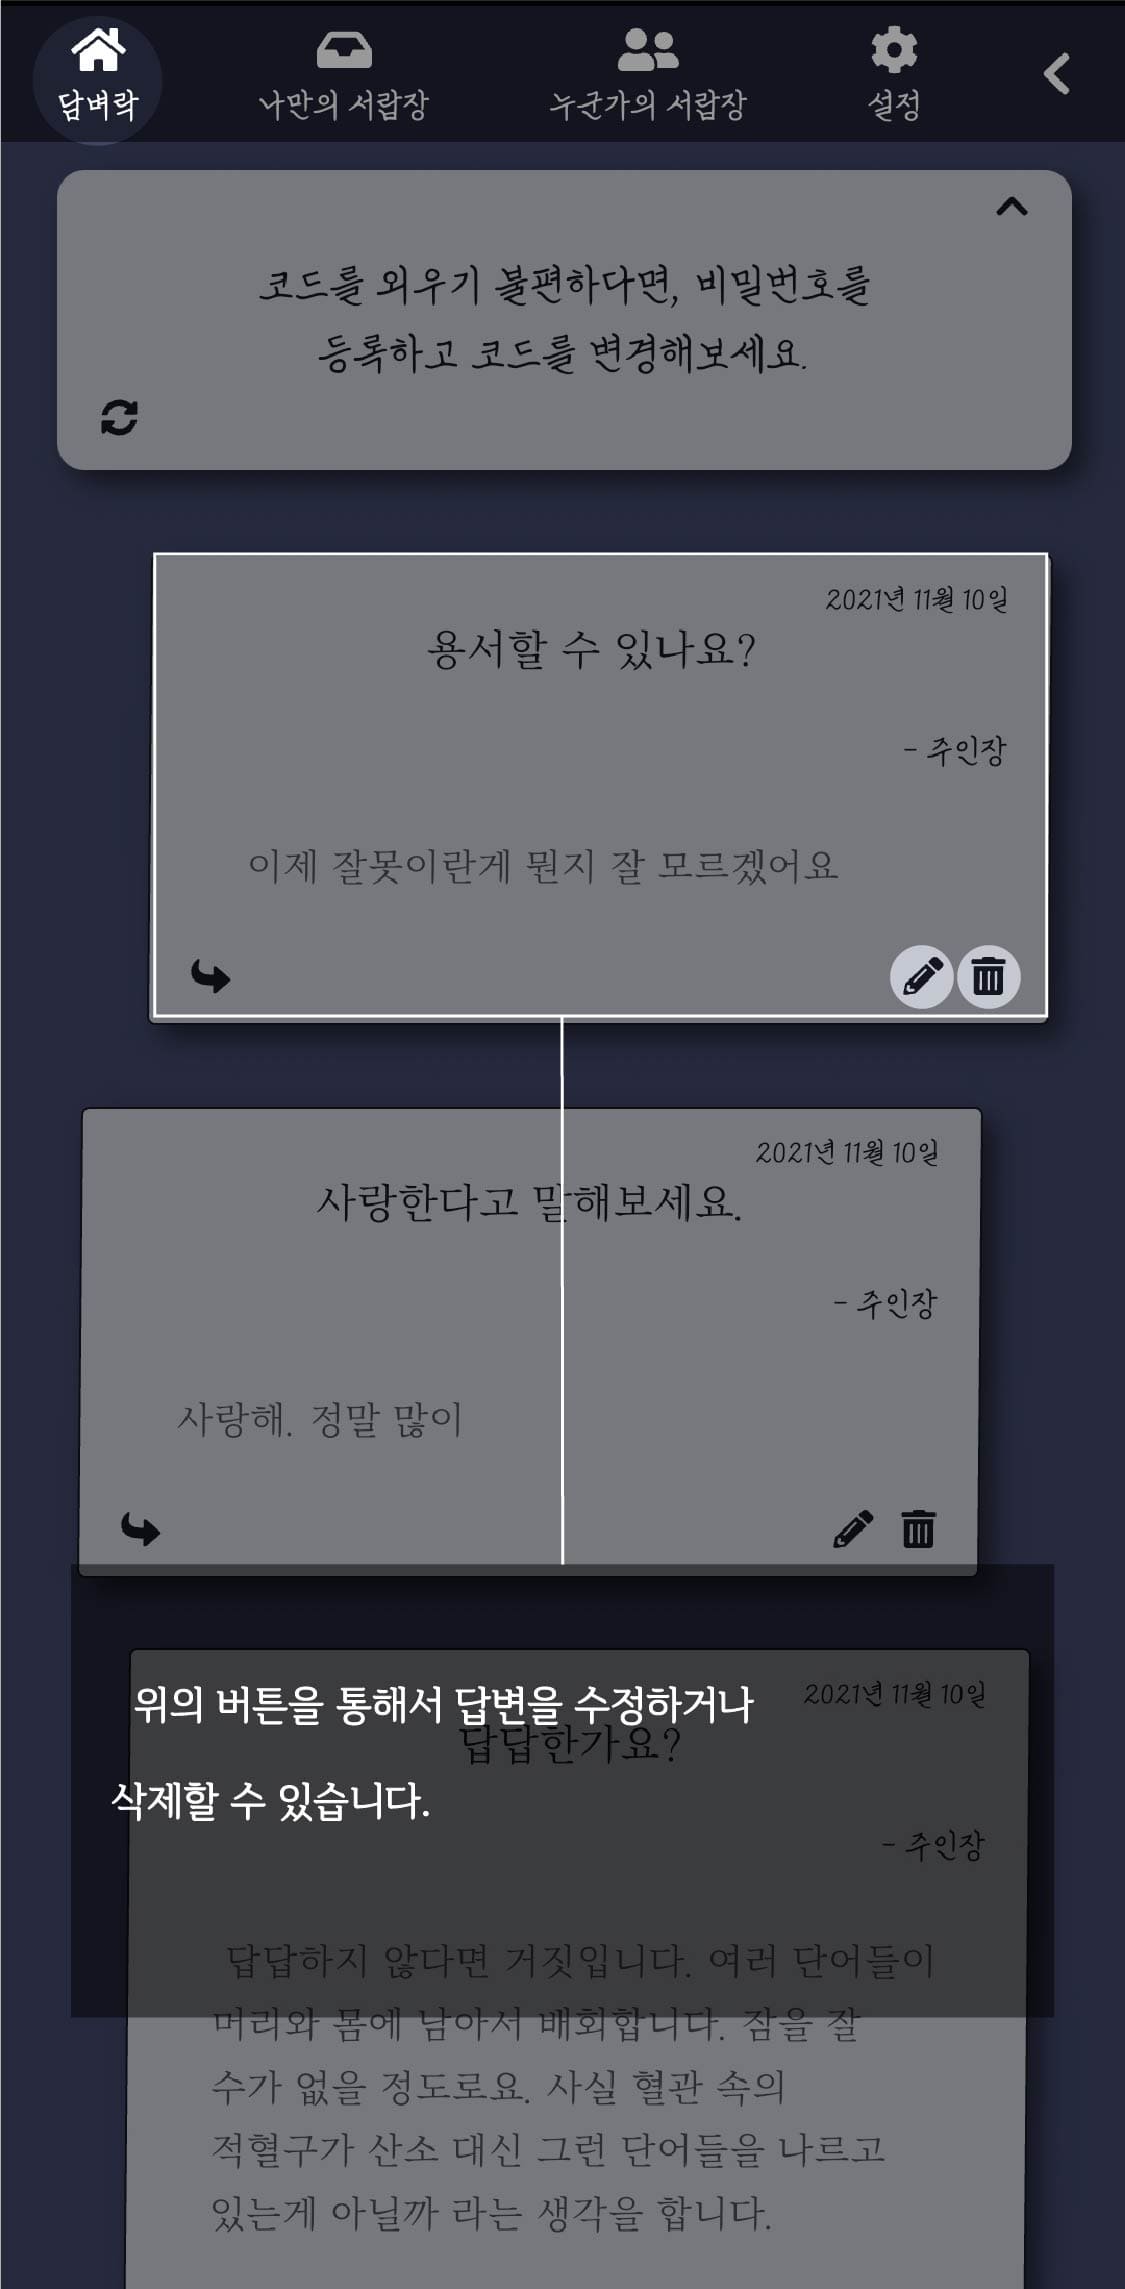 담벼락
나만의 서랍장
누군가의 서랍장
설정
코드를 외우기 불편하다면, 비밀번호를
등록하고 코드를 변경해보세요.
2021년 11월 10일
용서할 수 있나요?
- 주인장
이제 잘못이란게 뭔지 잘 모르겠어요
2021년 11월 10일
사랑한다고 말해보세요.
- 주인장
사랑해. 정말 많이
위의 버튼을 통해서 답변을 수정하거나
삭제할 수 있습니다.
2021년 11월 10일
답답한가요?
- 주인장
답답하지 않다면 거짓입니다. 여러 단어들이
머리와 몸에 남아서 배회합니다. 잠을 잘
수가 없을 정도로요. 사실 혈관 속의
적혈구가 산소 대신 그런 단어들을 나르고
있는게 아닐까 라는 생각을 합니다.